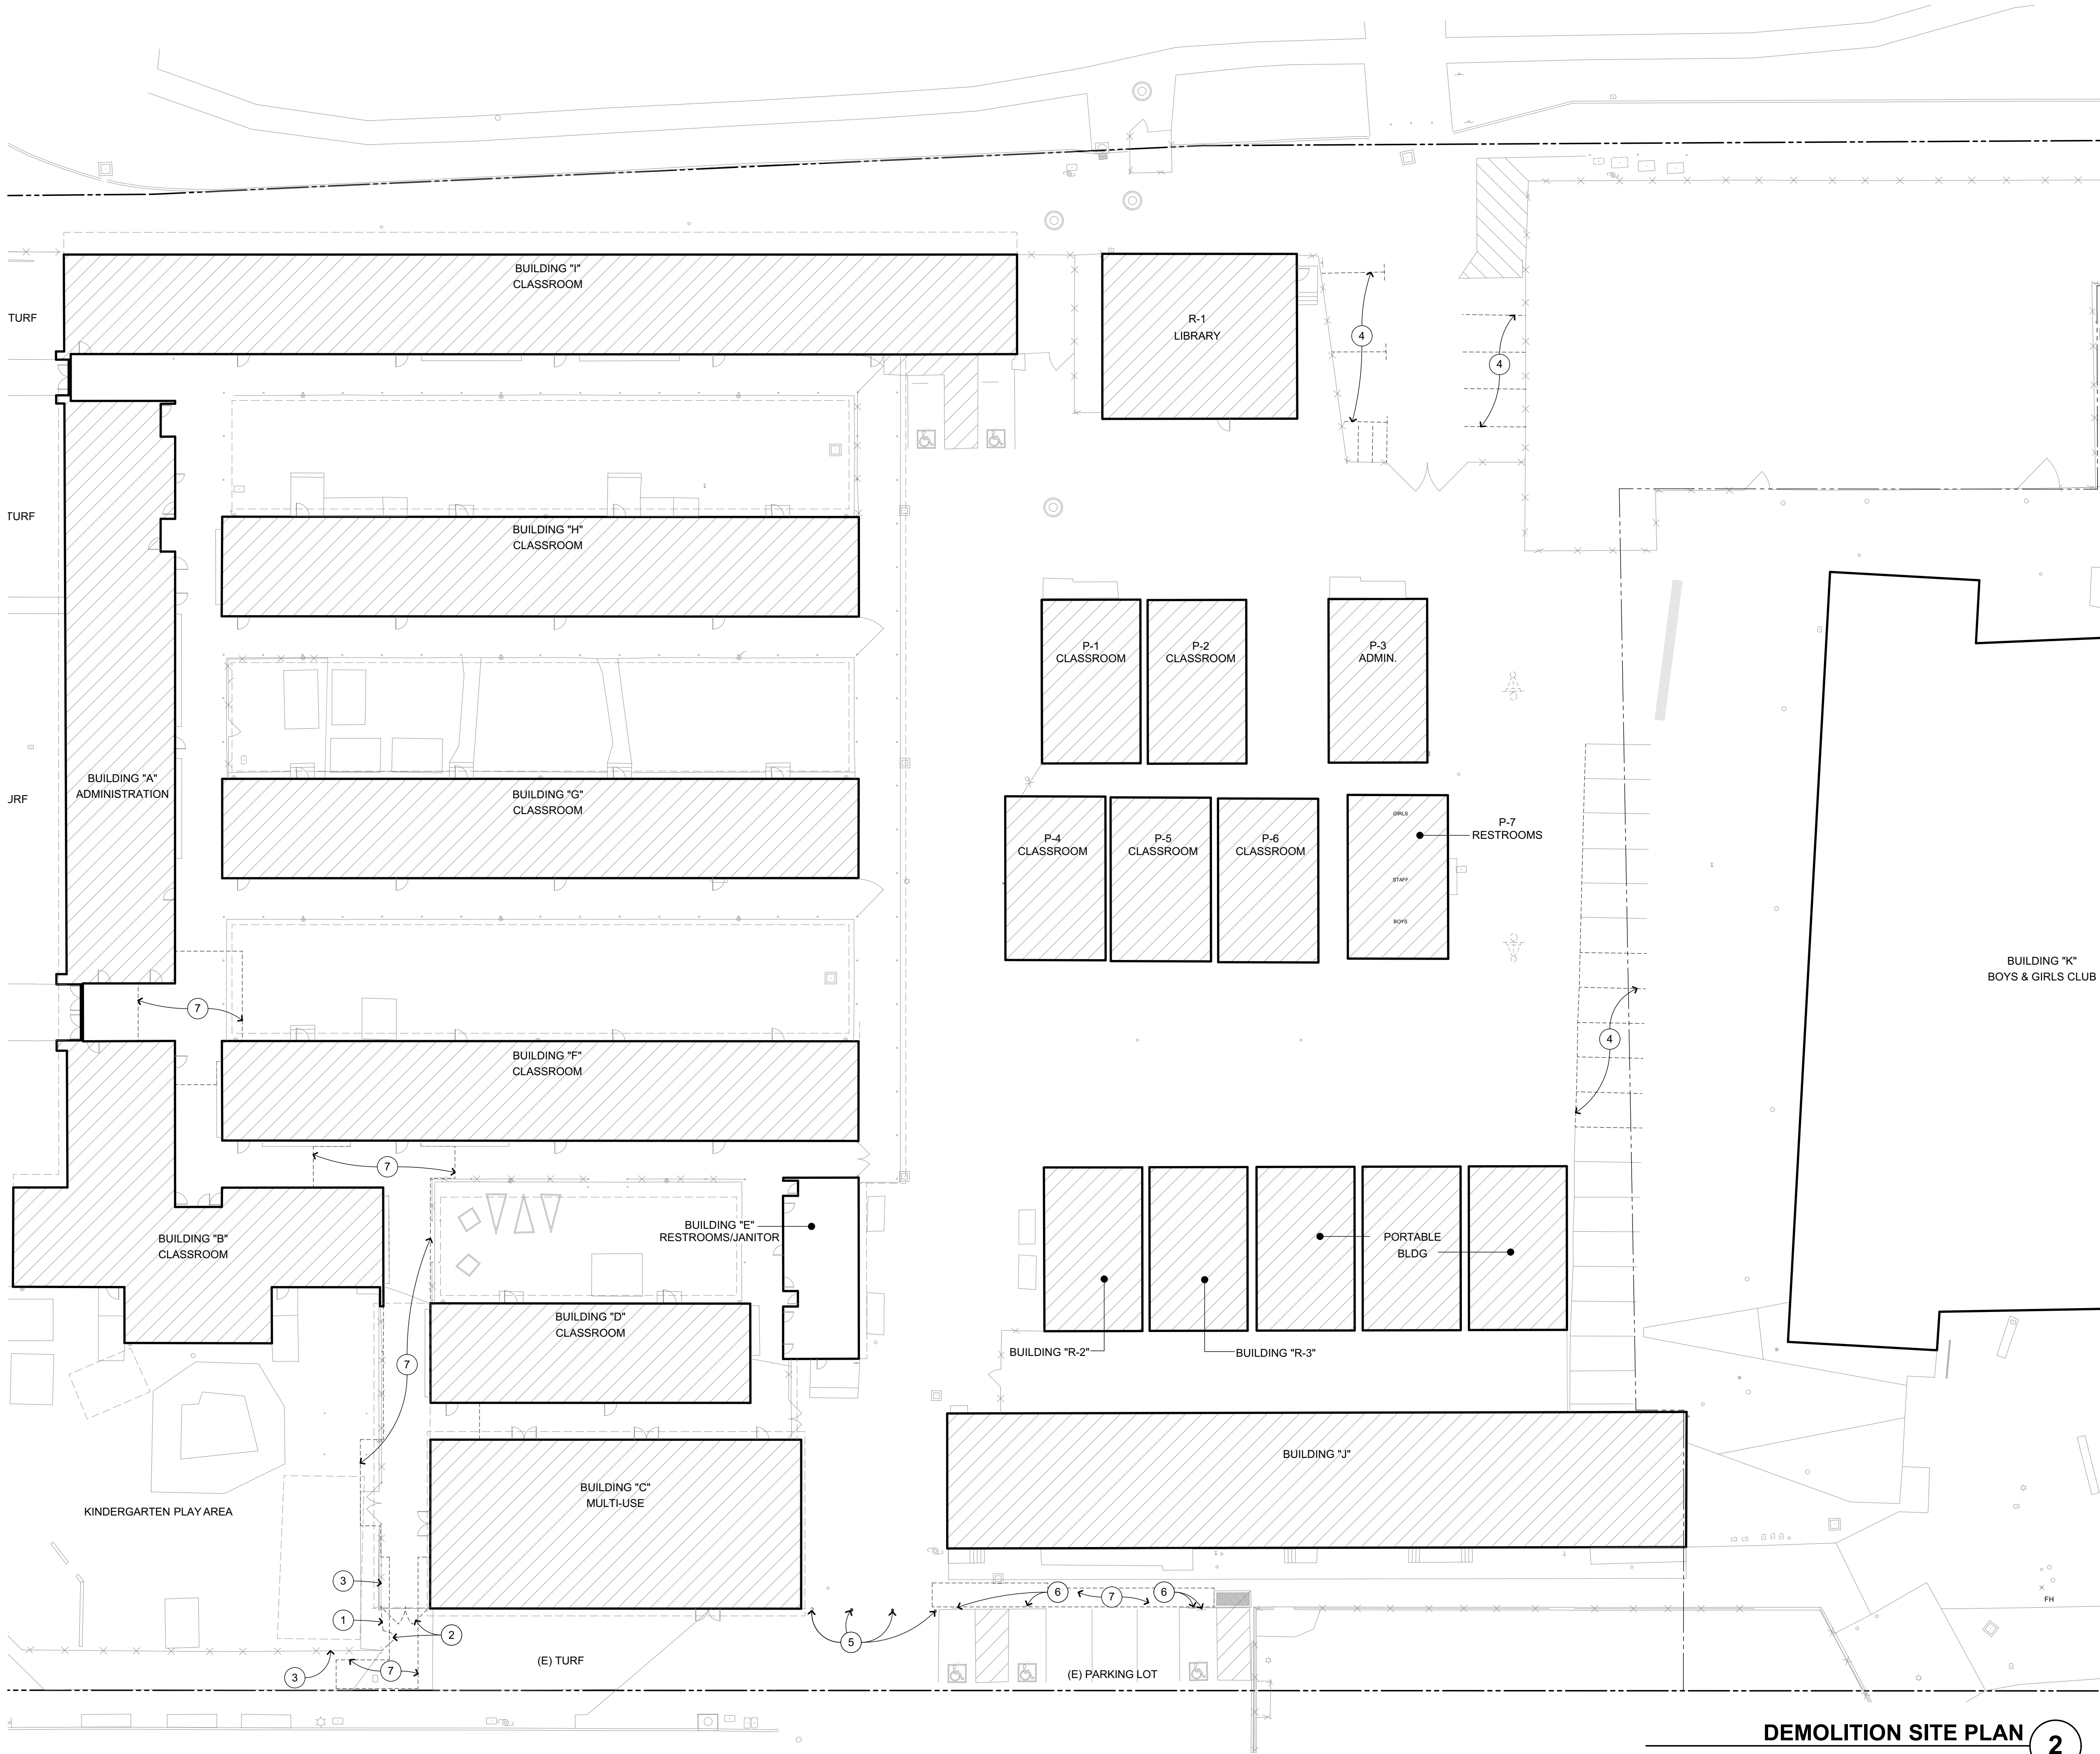 BUILDING "I"
CLASSROOM
TURF
R-1
LIBRARY
4
4
TURF
BUILDING "H"
CLASSROOM
P-1
CLASSROOM
P-2
CLASSROOM
P-3
ADMIN.
BUILDING "A"
ADMINISTRATION
URF
BUILDING "G"
CLASSROOM
P-4
CLASSROOM
P-5
CLASSROOM
P-6
CLASSROOM
GIRLS
STAFF
BOYS
P-7
RESTROOMS
BUILDING "K"
BOYS & GIRLS CLUB
7
4
BUILDING "F"
CLASSROOM
7
BUILDING "B"
CLASSROOM
BUILDING "E"
RESTROOMS/JANITOR
PORTABLE
BLDG
BUILDING "D"
CLASSROOM
BUILDING "R-2"
BUILDING "R-3"
7
BUILDING "J"
BUILDING "C"
MULTI-USE
KINDERGARTEN PLAY AREA
3
1
2
6
7
6
FH
5
3
7
(E) TURF
(E) PARKING LOT
DEMOLITION SITE PLAN
2